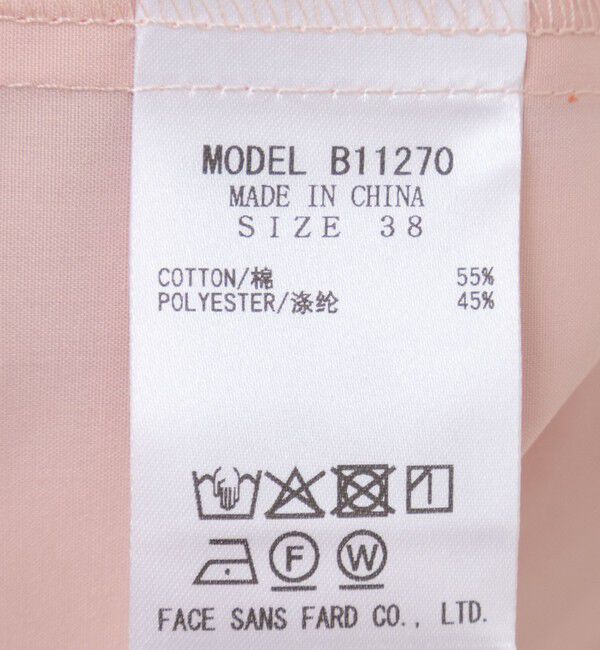 MODEL B11270
MADE IN CHINA
SIZE 38
COTTON/棉 55%
POLYESTER/涤纶 45%
F W
FACE SANS FARD CO., LTD.